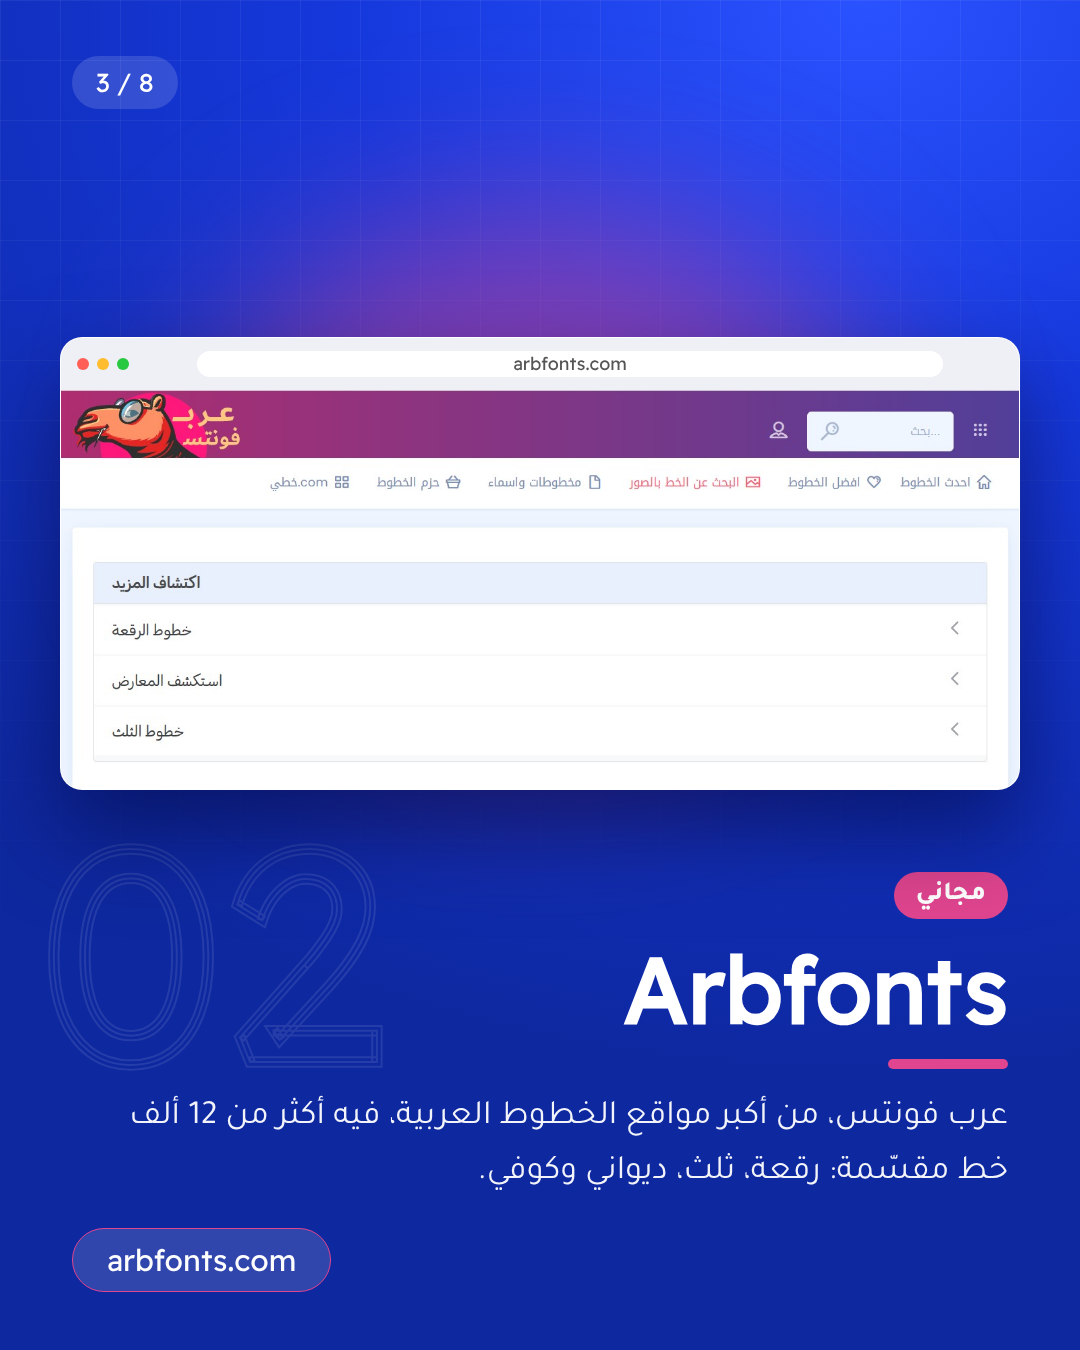 3 / 8
arbfonts.com
عرب
فونتس
بحث...
احدث الخطوط
افضل الخطوط
البحث عن الخط بالصور
مخطوطات واسماء
حزم الخطوط
خطي.com
اكتشاف المزيد
خطوط الرقعة
استكشف المعارض
خطوط الثلث
02
مجاني
Arbfonts
عرب فونتس، من أكبر مواقع الخطوط العربية، فيه أكثر من 12 ألف
خط مقسّمة: رقعة، ثلث، ديواني وكوفي.
arbfonts.com